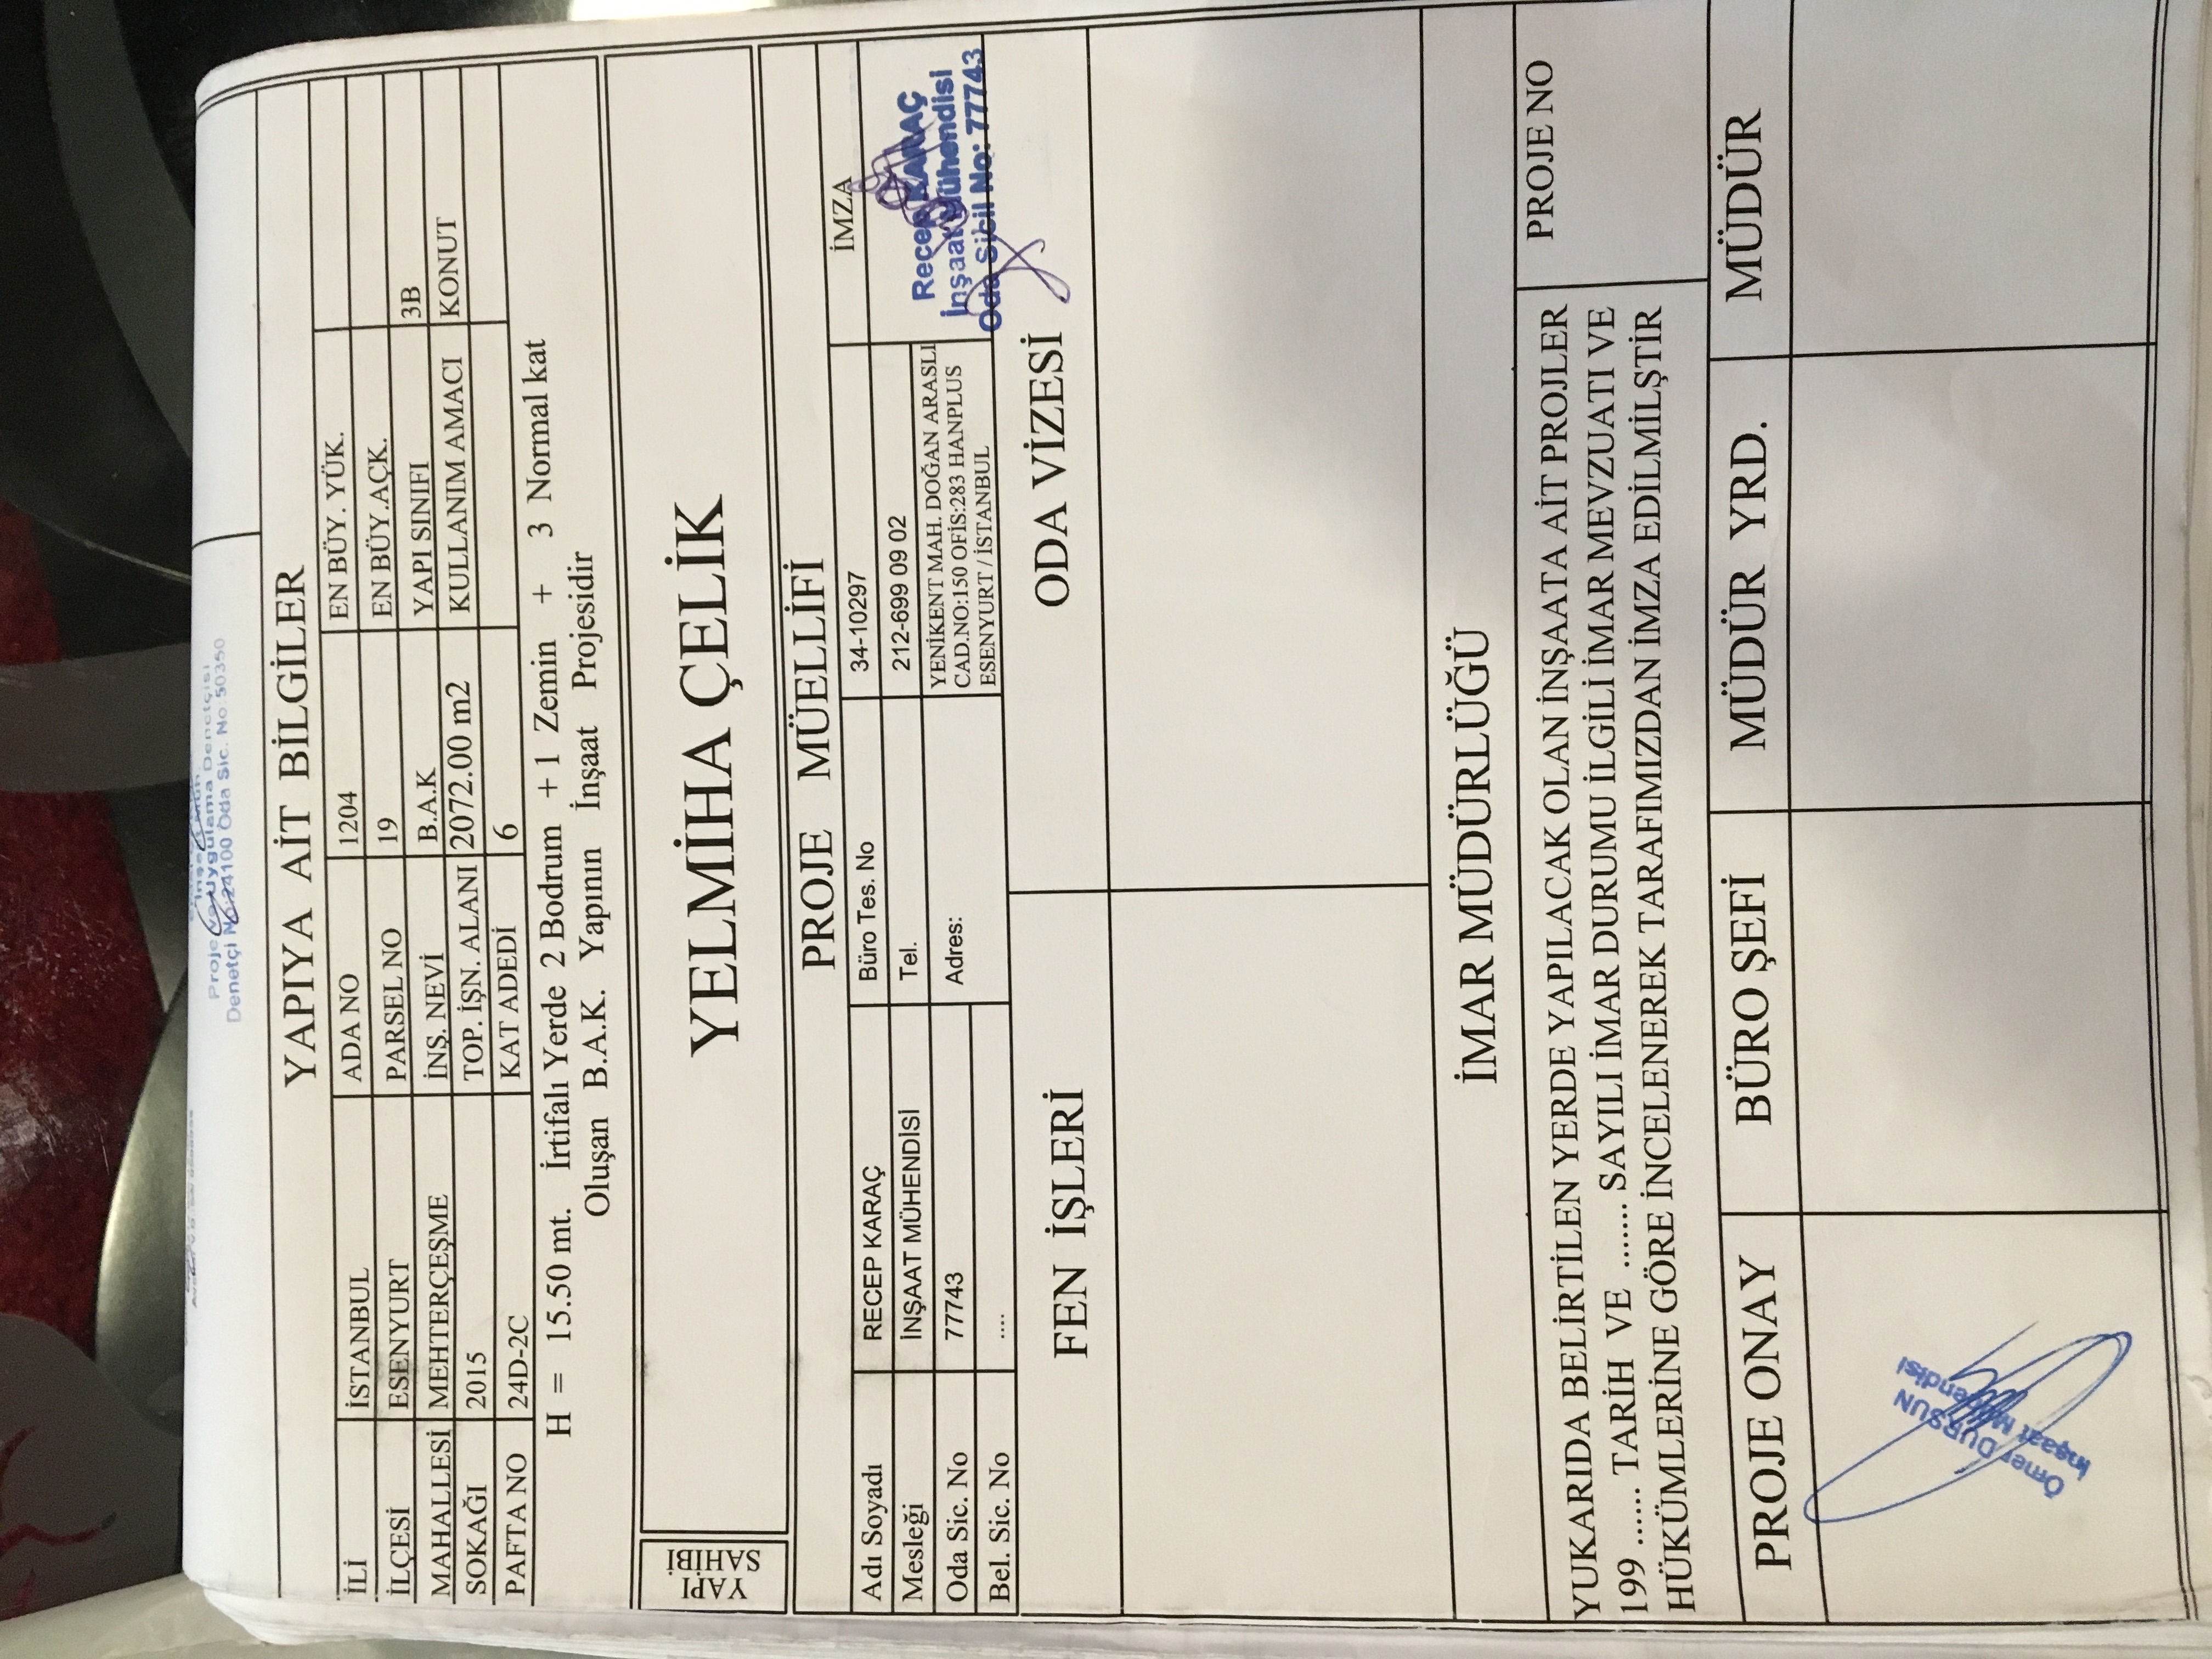 Proje ve Uygulama Denetçisi
Denetçi No:24100 Oda Sic. No:50350
YAPIYA AİT BİLGİLER
İLİ İSTANBUL ADA NO 1204 EN BÜY. YÜK.
İLÇESİ ESENYURT PARSEL NO 19 EN BÜY.AÇK.
MAHALLESİ MEHTERÇEŞME İNŞ. NEVİ B.A.K YAPI SINIFI 3B
SOKAĞI 2015 TOP. İŞN. ALANI 2072.00 m2 KULLANIM AMACI KONUT
PAFTA NO 24D-2C KAT ADEDİ 6
H = 15.50 mt. İrtifalı Yerde 2 Bodrum + 1 Zemin + 3 Normal kat
Oluşan B.A.K. Yapının İnşaat Projesidir
YAPI
SAHİBİ
YELMİHA ÇELİK
PROJE MÜELLİFİ
Adı Soyadı RECEP KARAÇ Büro Tes. No 34-10297 İMZA
Mesleği İNŞAAT MÜHENDİSİ Tel. 212-699 09 02
Oda Sic. No 77743 Adres: YENİKENT MAH. DOĞAN ARASLI
CAD.NO:150 OFİS:283 HANPLUS
ESENYURT / İSTANBUL
Bel. Sic. No ....
Recep KARAÇ
İnşaat Mühendisi
Oda Sicil No: 77743
FEN İŞLERİ ODA VİZESİ
İMAR MÜDÜRLÜĞÜ
YUKARIDA BELİRTİLEN YERDE YAPILACAK OLAN İNŞAATA AİT PROJLER
199 ..... TARİH VE ....... SAYILI İMAR DURUMU İLGİLİ İMAR MEVZUATI VE
HÜKÜMLERİNE GÖRE İNCELENEREK TARAFIMIZDAN İMZA EDİLMİLŞTİR
PROJE NO
PROJE ONAY BÜRO ŞEFİ MÜDÜR YRD. MÜDÜR
Ömer DURSUN
İnşaat Mühendisi